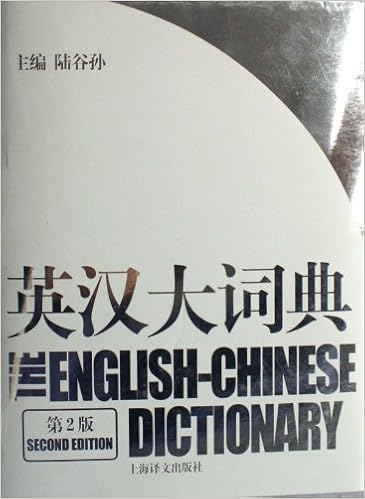 主编 陆谷孙
英汉大词典
THE ENGLISH-CHINESE
DICTIONARY
第2版
SECOND EDITION
上海译文出版社